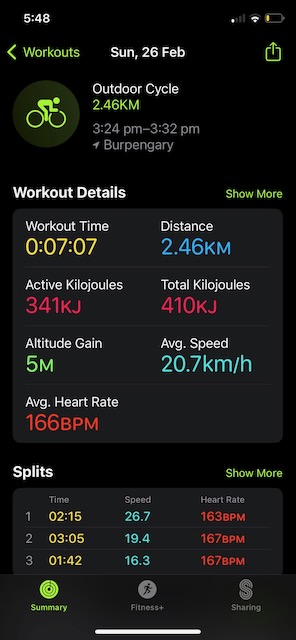 5:48
Workouts Sun, 26 Feb
Outdoor Cycle
2.46KM
3:24 pm–3:32 pm
Burpengary
Workout Details Show More
Workout Time Distance
0:07:07 2.46KM
Active Kilojoules Total Kilojoules
341KJ 410KJ
Altitude Gain Avg. Speed
5M 20.7km/h
Avg. Heart Rate
166BPM
Splits Show More
Time Speed Heart Rate
1 02:15 26.7 163BPM
2 03:05 19.4 167BPM
3 01:42 16.3 167BPM
Summary Fitness+ Sharing